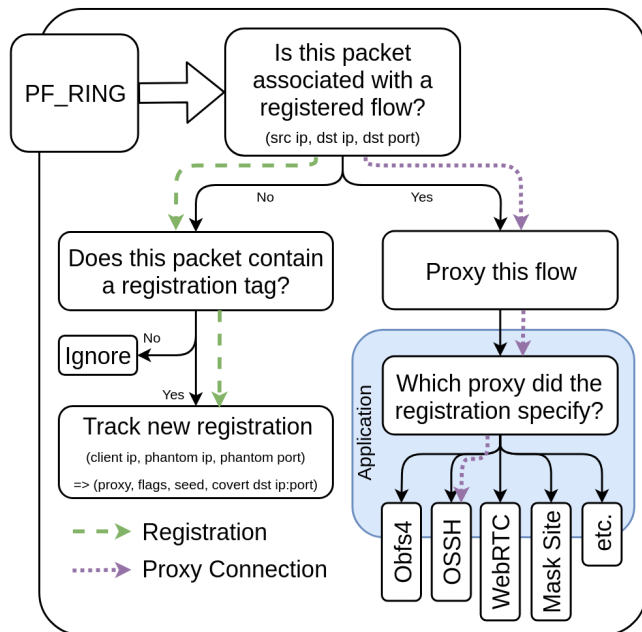 PF_RING
Is this packet
associated with a
registered flow?
(src ip, dst ip, dst port)
No
Yes
Does this packet contain
a registration tag?
Proxy this flow
No
Ignore
Yes
Track new registration
(client ip, phantom ip, phantom port)
=> (proxy, flags, seed, covert dst ip:port)
Application
Which proxy did the
registration specify?
Obfs4
OSSH
WebRTC
Mask Site
etc.
Registration
Proxy Connection